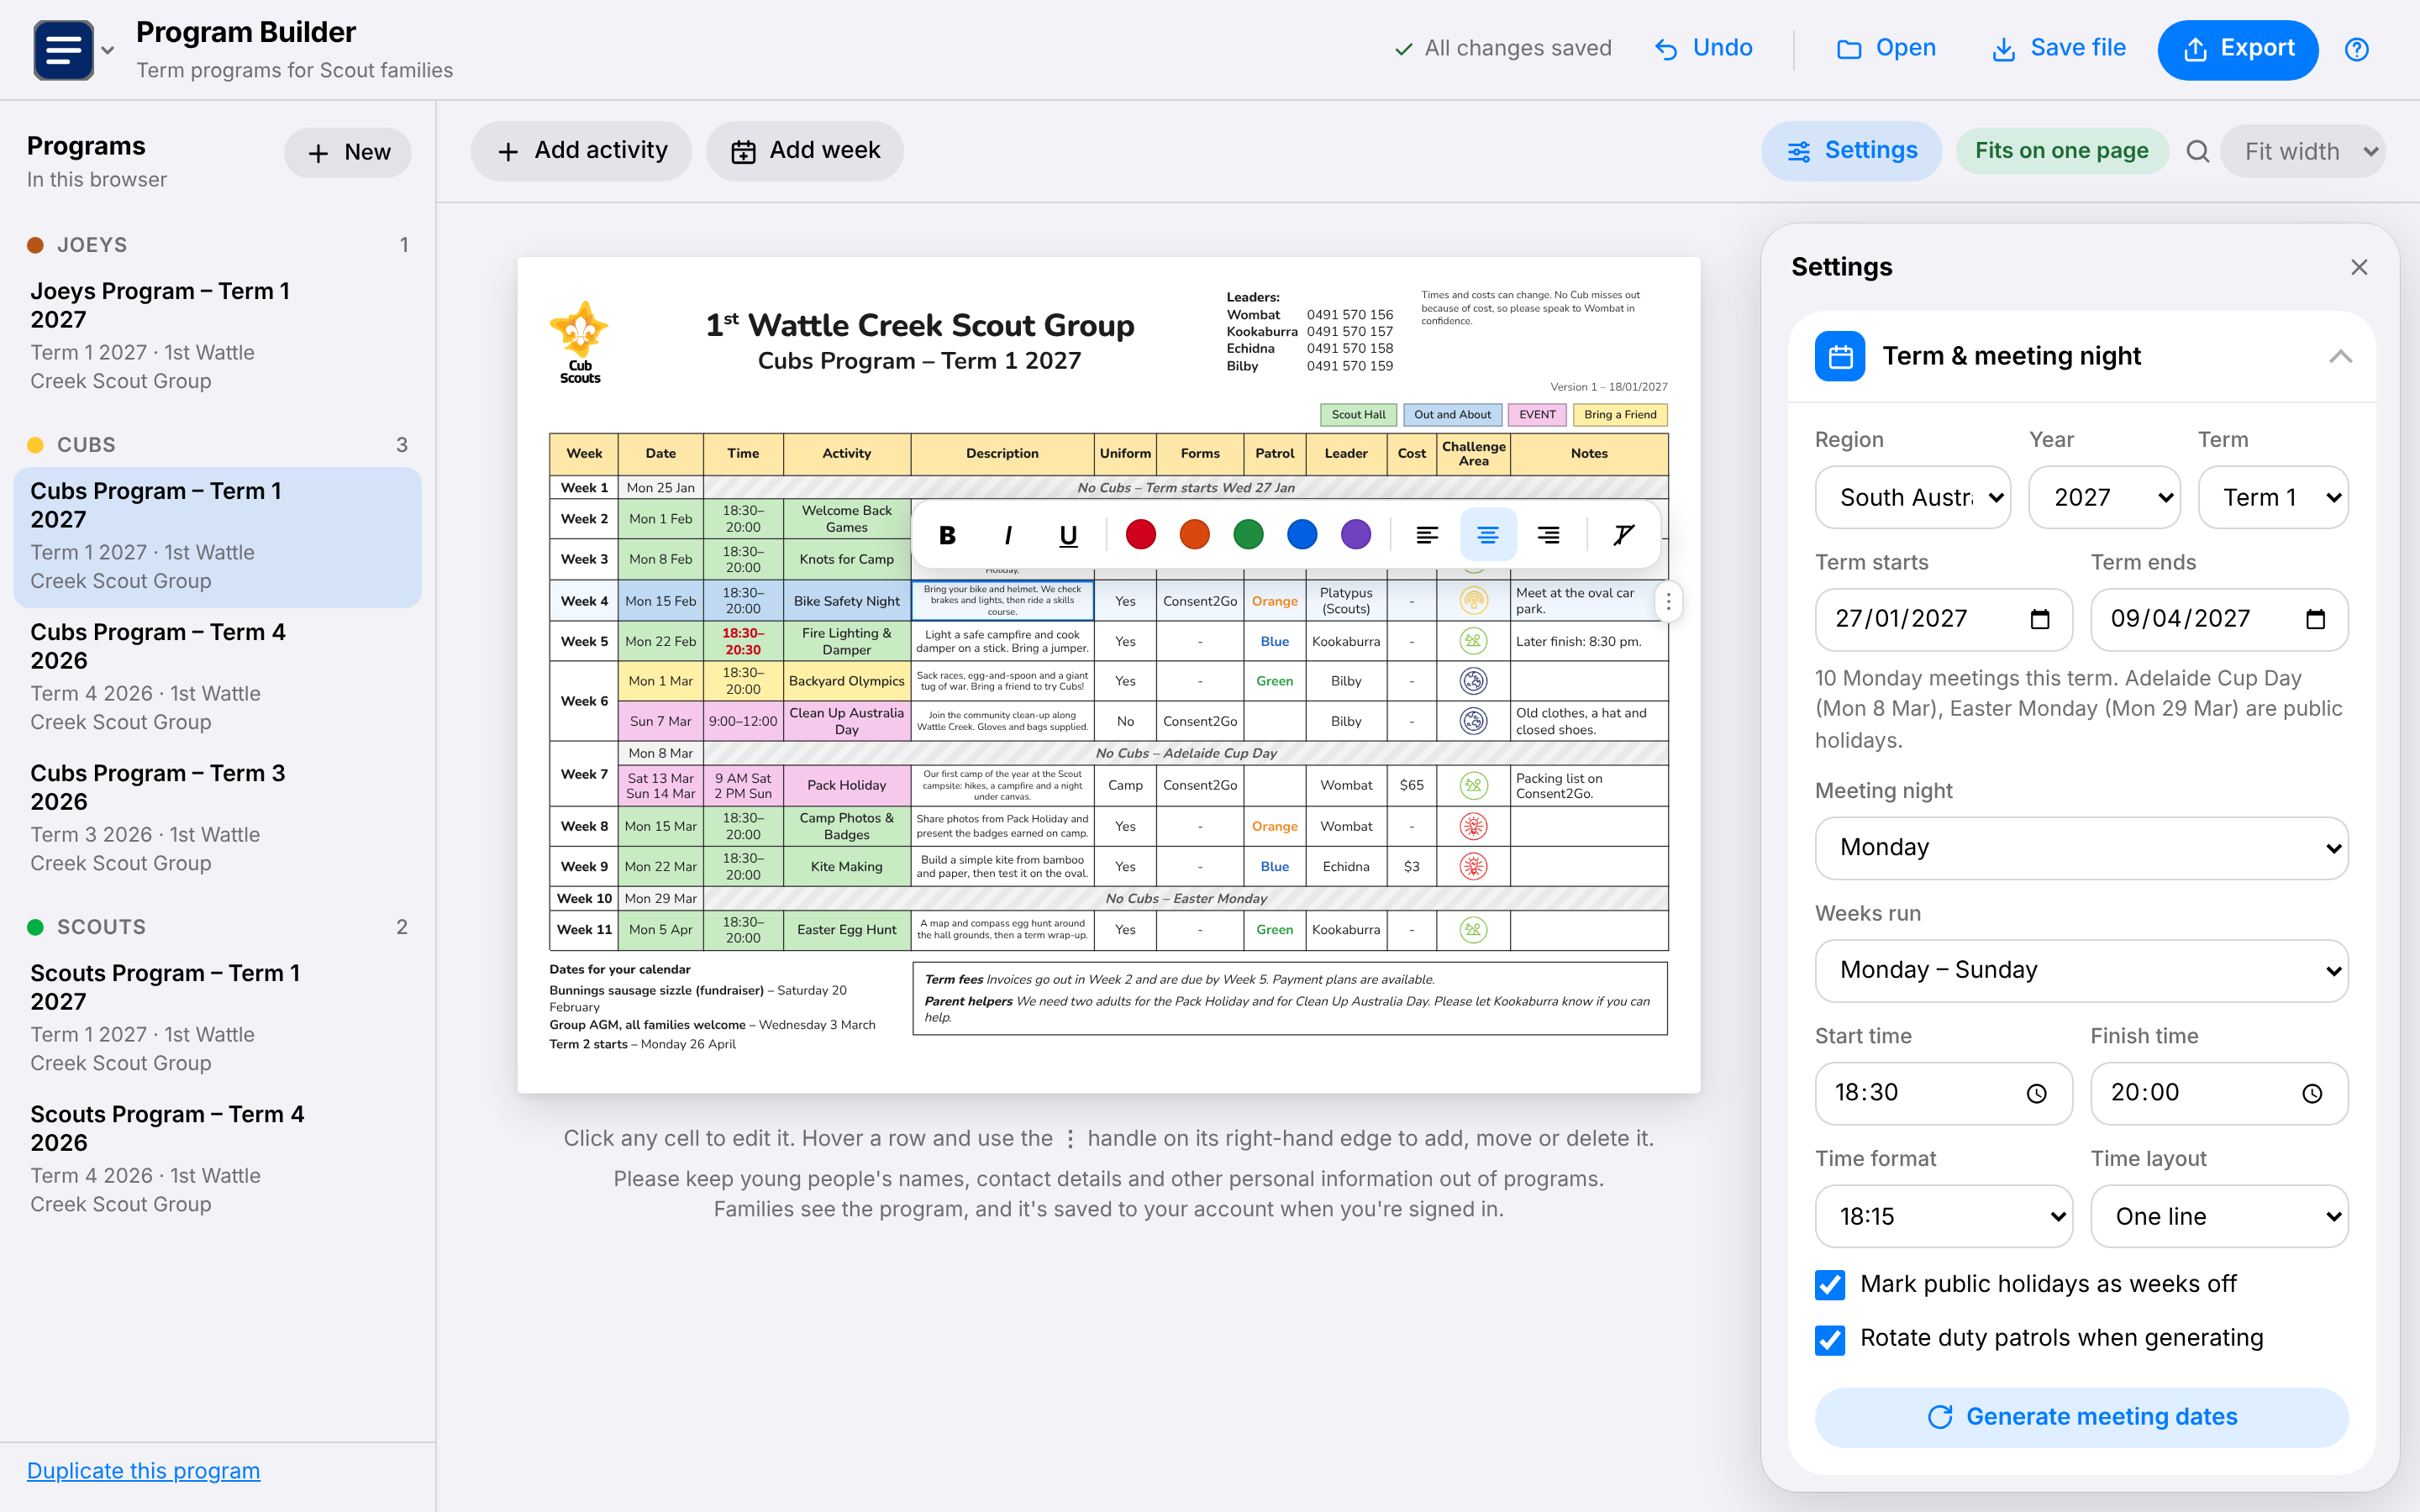 Program Builder
Term programs for Scout families
All changes saved
Undo
Open
Save file
Export
Programs
In this browser
New
JOEYS 1
Joeys Program – Term 1
2027
Term 1 2027 · 1st Wattle
Creek Scout Group
CUBS 3
Cubs Program – Term 1
2027
Term 1 2027 · 1st Wattle
Creek Scout Group
Cubs Program – Term 4
2026
Term 4 2026 · 1st Wattle
Creek Scout Group
Cubs Program – Term 3
2026
Term 3 2026 · 1st Wattle
Creek Scout Group
SCOUTS 2
Scouts Program – Term 1
2027
Term 1 2027 · 1st Wattle
Creek Scout Group
Scouts Program – Term 4
2026
Term 4 2026 · 1st Wattle
Creek Scout Group
Duplicate this program
Add activity
Add week
Settings
Fits on one page
Fit width
Cub
Scouts
1st Wattle Creek Scout Group
Cubs Program – Term 1 2027
Leaders:
Wombat 0491 570 156
Kookaburra 0491 570 157
Echidna 0491 570 158
Bilby 0491 570 159
Times and costs can change. No Cub misses out
because of cost, so please speak to Wombat in
confidence.
Version 1 – 18/01/2027
Scout Hall Out and About EVENT Bring a Friend
Week Date Time Activity Description Uniform Forms Patrol Leader Cost Challenge Area Notes
Week 1 Mon 25 Jan No Cubs – Term starts Wed 27 Jan
Week 2 Mon 1 Feb 18:30–20:00 Welcome Back Games
B I U
Week 3 Mon 8 Feb 18:30–20:00 Knots for Camp Holiday.
Week 4 Mon 15 Feb 18:30–20:00 Bike Safety Night Bring your bike and helmet. We check brakes and lights, then ride a skills course. Yes Consent2Go Orange Platypus (Scouts) - Meet at the oval car park.
Week 5 Mon 22 Feb 18:30–20:30 Fire Lighting & Damper Light a safe campfire and cook damper on a stick. Bring a jumper. Yes - Blue Kookaburra - Later finish: 8:30 pm.
Week 6 Mon 1 Mar 18:30–20:00 Backyard Olympics Sack races, egg-and-spoon and a giant tug of war. Bring a friend to try Cubs! Yes - Green Bilby -
Sun 7 Mar 9:00–12:00 Clean Up Australia Day Join the community clean-up along Wattle Creek. Gloves and bags supplied. No Consent2Go Bilby - Old clothes, a hat and closed shoes.
Week 7 Mon 8 Mar No Cubs – Adelaide Cup Day
Sat 13 Mar Sun 14 Mar 9 AM Sat 2 PM Sun Pack Holiday Our first camp of the year at the Scout campsite: hikes, a campfire and a night under canvas. Camp Consent2Go Wombat $65 Packing list on Consent2Go.
Week 8 Mon 15 Mar 18:30–20:00 Camp Photos & Badges Share photos from Pack Holiday and present the badges earned on camp. Yes - Orange Wombat -
Week 9 Mon 22 Mar 18:30–20:00 Kite Making Build a simple kite from bamboo and paper, then test it on the oval. Yes - Blue Echidna $3
Week 10 Mon 29 Mar No Cubs – Easter Monday
Week 11 Mon 5 Apr 18:30–20:00 Easter Egg Hunt A map and compass egg hunt around the hall grounds, then a term wrap-up. Yes - Green Kookaburra -
Dates for your calendar
Bunnings sausage sizzle (fundraiser) – Saturday 20
February
Group AGM, all families welcome – Wednesday 3 March
Term 2 starts – Monday 26 April
Term fees Invoices go out in Week 2 and are due by Week 5. Payment plans are available.
Parent helpers We need two adults for the Pack Holiday and for Clean Up Australia Day. Please let Kookaburra know if you can
help.
Click any cell to edit it. Hover a row and use the ⋮ handle on its right-hand edge to add, move or delete it.
Please keep young people's names, contact details and other personal information out of programs.
Families see the program, and it's saved to your account when you're signed in.
Settings
Term & meeting night
Region Year Term
South Austr 2027 Term 1
Term starts Term ends
27/01/2027 09/04/2027
10 Monday meetings this term. Adelaide Cup Day
(Mon 8 Mar), Easter Monday (Mon 29 Mar) are public
holidays.
Meeting night
Monday
Weeks run
Monday – Sunday
Start time Finish time
18:30 20:00
Time format Time layout
18:15 One line
Mark public holidays as weeks off
Rotate duty patrols when generating
Generate meeting dates